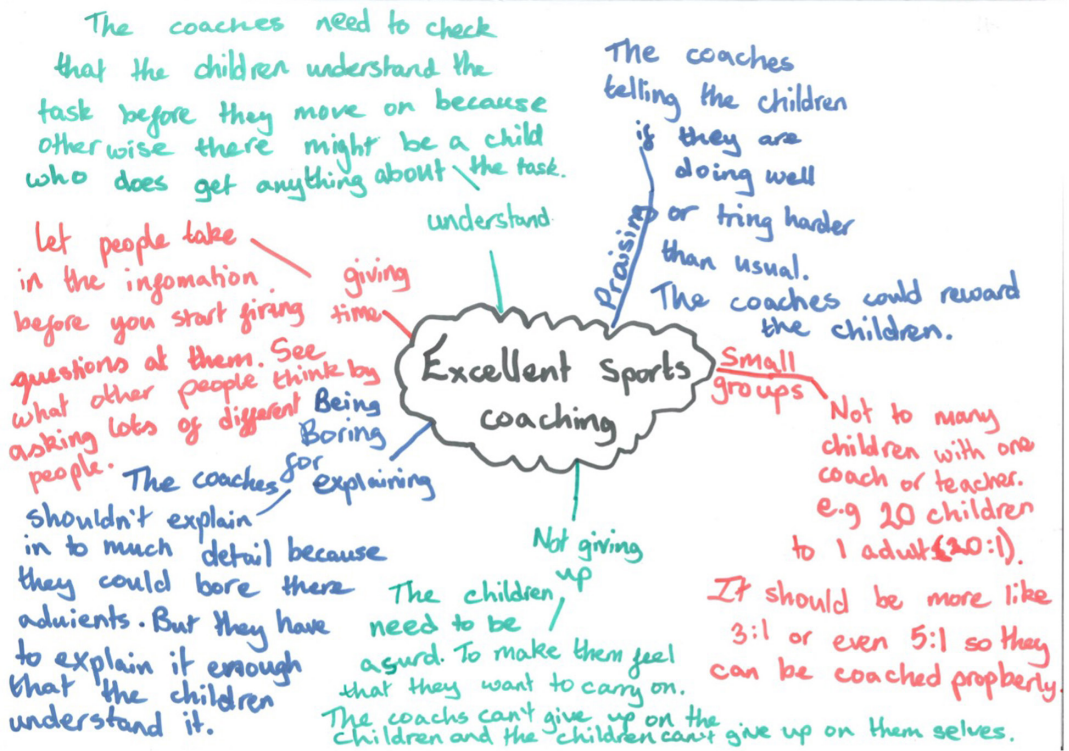 The coaches need to check
that the children understand the
task before they move on because
otherwise there might be a child
who does get anything about the task.
understand
The coaches
telling the children
if they are
doing well
or tring harder
than usual.
The coaches could reward
the children.
Praising
Let people take
in the infomation
before you start firing
questions at them. See
what other people think by
asking lots of different
people.
giving
time
Excellent Sports
coaching
Small
groups
Not to many
children with one
coach or teacher.
e.g 20 children
to 1 adult (20:1).
It should be more like
3:1 or even 5:1 so they
can be coached propberly.
Being
Boring
for
explaining
The coaches
shouldn't explain
in to much detail because
they could bore there
aduients. But they have
to explain it enough
that the children
understand it.
Not giving
up
The children
need to be
asurd. To make them feel
that they want to carry on.
The coachs can't give up on the
children and the children can't give up on them selves.